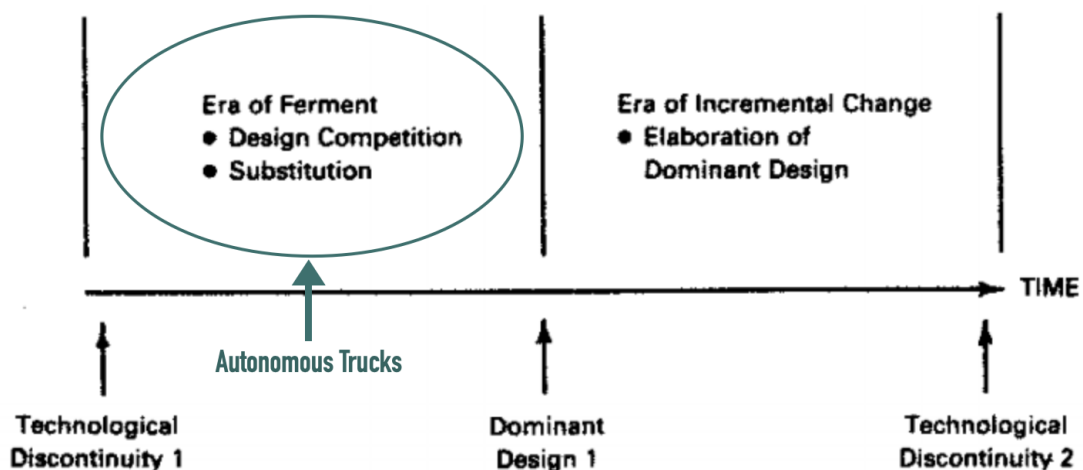 Era of Ferment
● Design Competition
● Substitution
Era of Incremental Change
● Elaboration of
Dominant Design
TIME
Autonomous Trucks
Technological
Discontinuity 1
Dominant
Design 1
Technological
Discontinuity 2